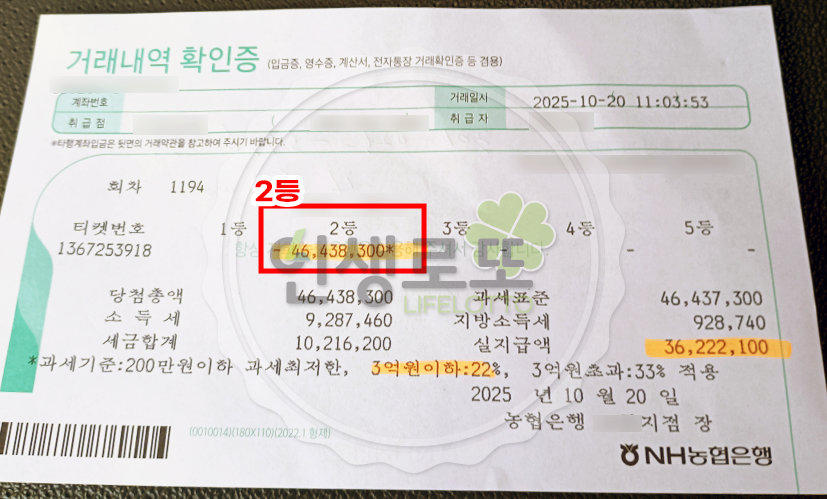 거래내역 확인증 (입금증, 영수증, 계산서, 전자통장 거래확인증 등 겸용)
계좌번호 거래일사 2025-10-20 11:03:53
취급점 취급자
*타행계좌입금은 뒷면의 거래약관을 참고하여 주시기 바랍니다.
회차 1194
2등
티켓번호 1등 2등 3등 4등 5등
1367253918 - 46,438,300* - - -
인생로또
LIFELOTTO
당첨총액 46,438,300 과세표준 46,437,300
소득세 9,287,460 지방소득세 928,740
세금합계 10,216,200 실지급액 36,222,100
*과세기준:200만원이하 과세최저한, 3억원이하:22%, 3억원초과:33% 적용
2025 년 10 월 20 일
농협은행 지점 장
(0010014)(180X110)(2022.1 형제)
NH농협은행